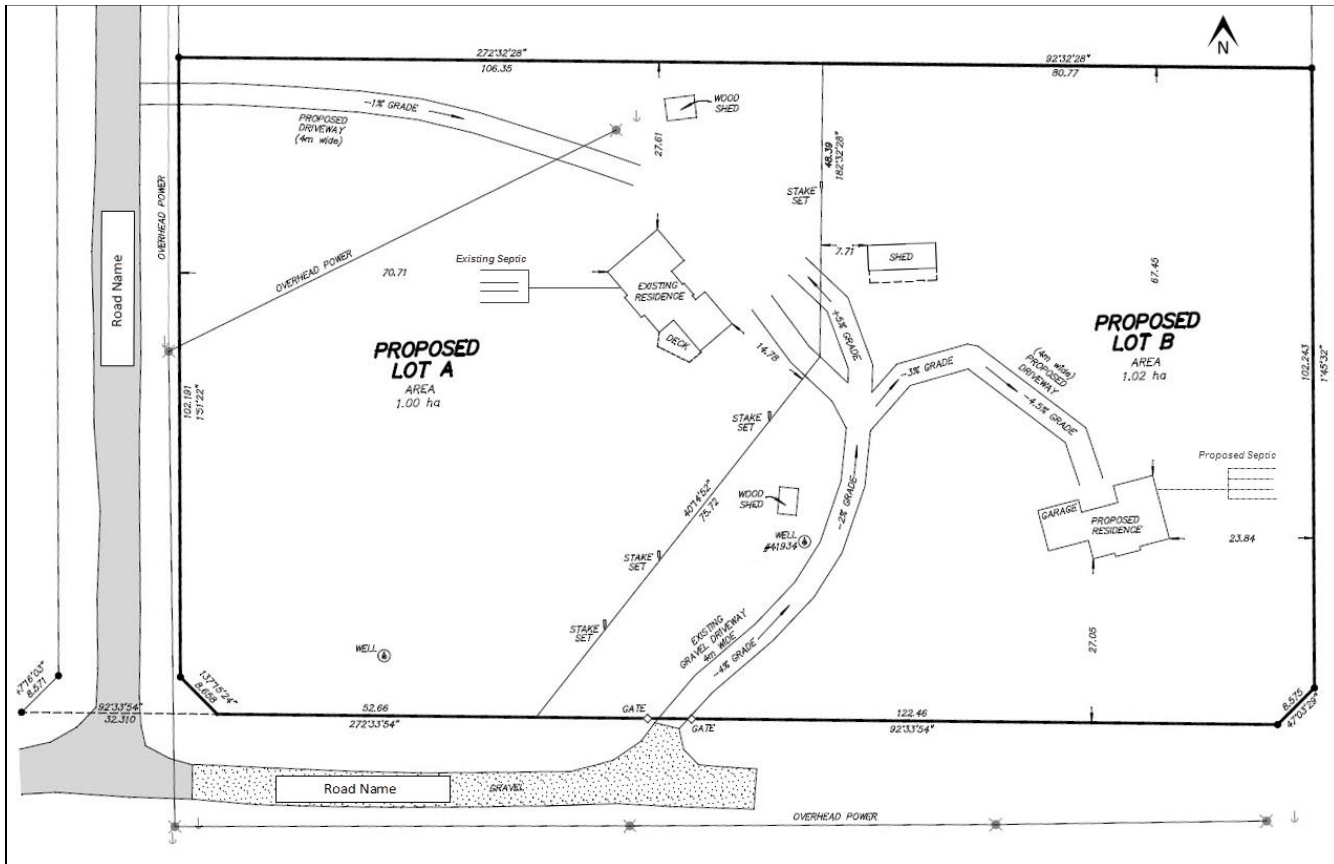 272°32'28"
106.35
92°32'28"
80.77
N
-1% GRADE
PROPOSED
DRIVEWAY
(4m wide)
WOOD
SHED
27.61
48.39
182°32'28"
STAKE
SET
OVERHEAD POWER
Road Name
OVERHEAD POWER
70.71
Existing Septic
EXISTING
RESIDENCE
DECK
14.78
7.71
SHED
+5% GRADE
67.45
PROPOSED
LOT A
AREA
1.00 ha
PROPOSED
LOT B
AREA
1.02 ha
-3% GRADE
(4m wide)
PROPOSED
DRIVEWAY
-4.5% GRADE
102.191
1°51'22"
102.243
1°45'32"
STAKE
SET
40°14'52"
75.72
WOOD
SHED
WELL
#41934
-2% GRADE
Proposed Septic
GARAGE
PROPOSED
RESIDENCE
23.84
STAKE
SET
STAKE
SET
EXISTING
GRAVEL DRIVEWAY
4m WIDE
-4% GRADE
27.05
WELL
8.571
137°15'24"
8.658
92°33'54"
32.310
52.66
272°33'54"
GATE
GATE
122.46
92°33'54"
8.575
47°03'29"
Road Name
GRAVEL
OVERHEAD POWER